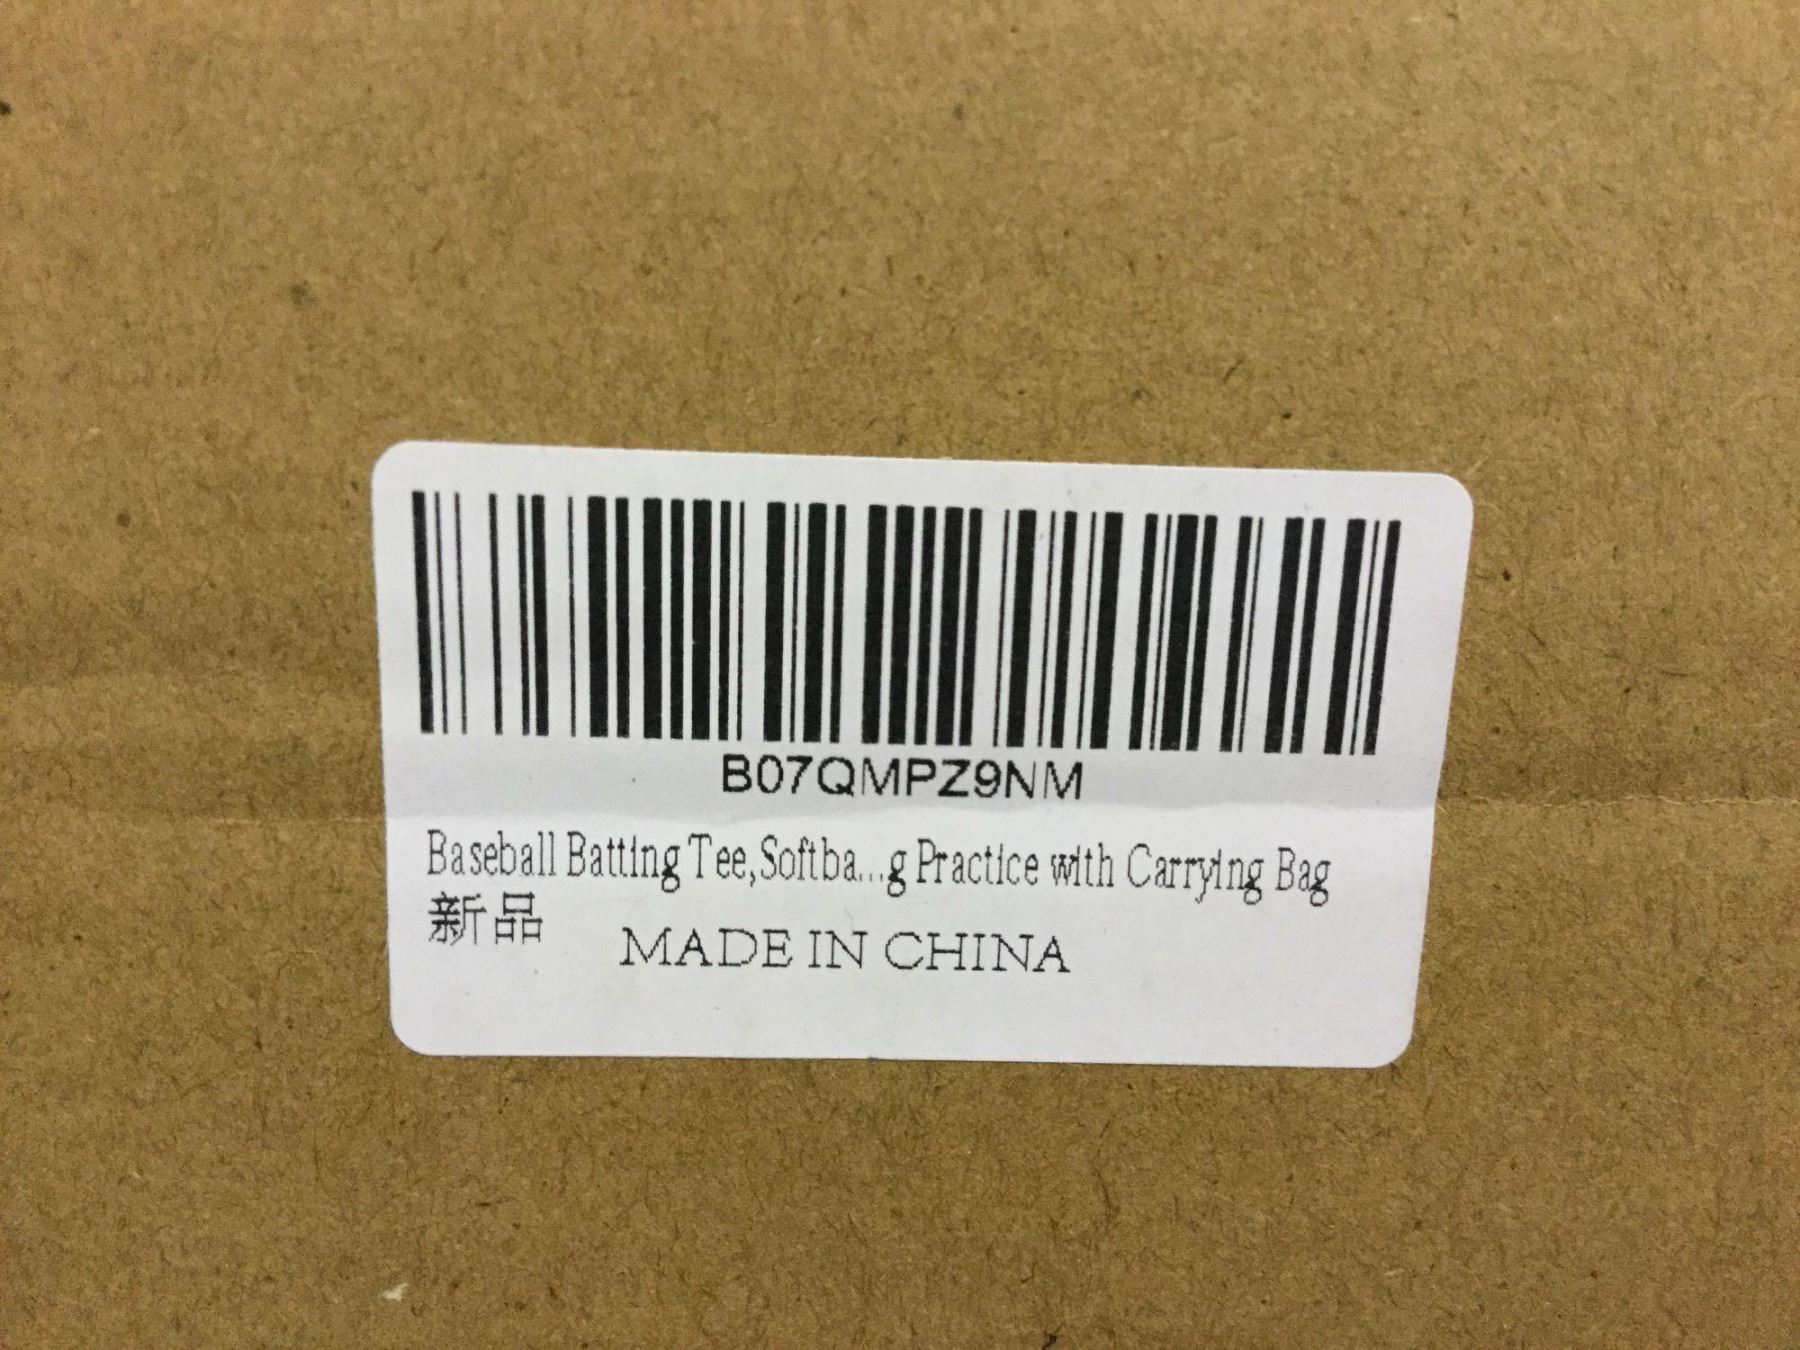 B07QMPZ9NM
Baseball Batting Tee,Softba...g Practice with Carrying Bag
新品
MADE IN CHINA